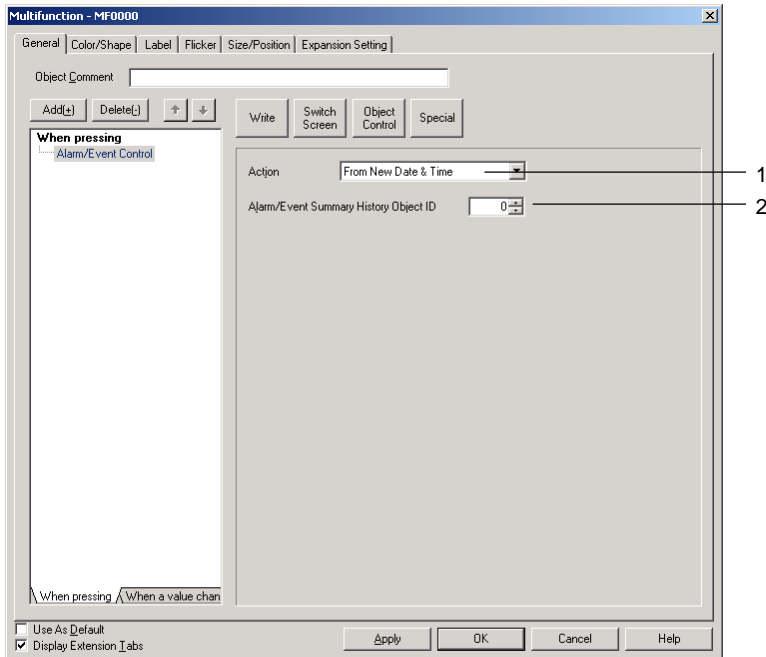 Multifunction - MF0000
General Color/Shape Label Flicker Size/Position Expansion Setting
Object Comment
Add(+) Delete(-)
Write Switch Screen Object Control Special
When pressing
Alarm/Event Control
Action From New Date & Time 1
Alarm/Event Summary History Object ID 0 2
When pressing When a value chan
Use As Default
Display Extension Tabs
Apply OK Cancel Help